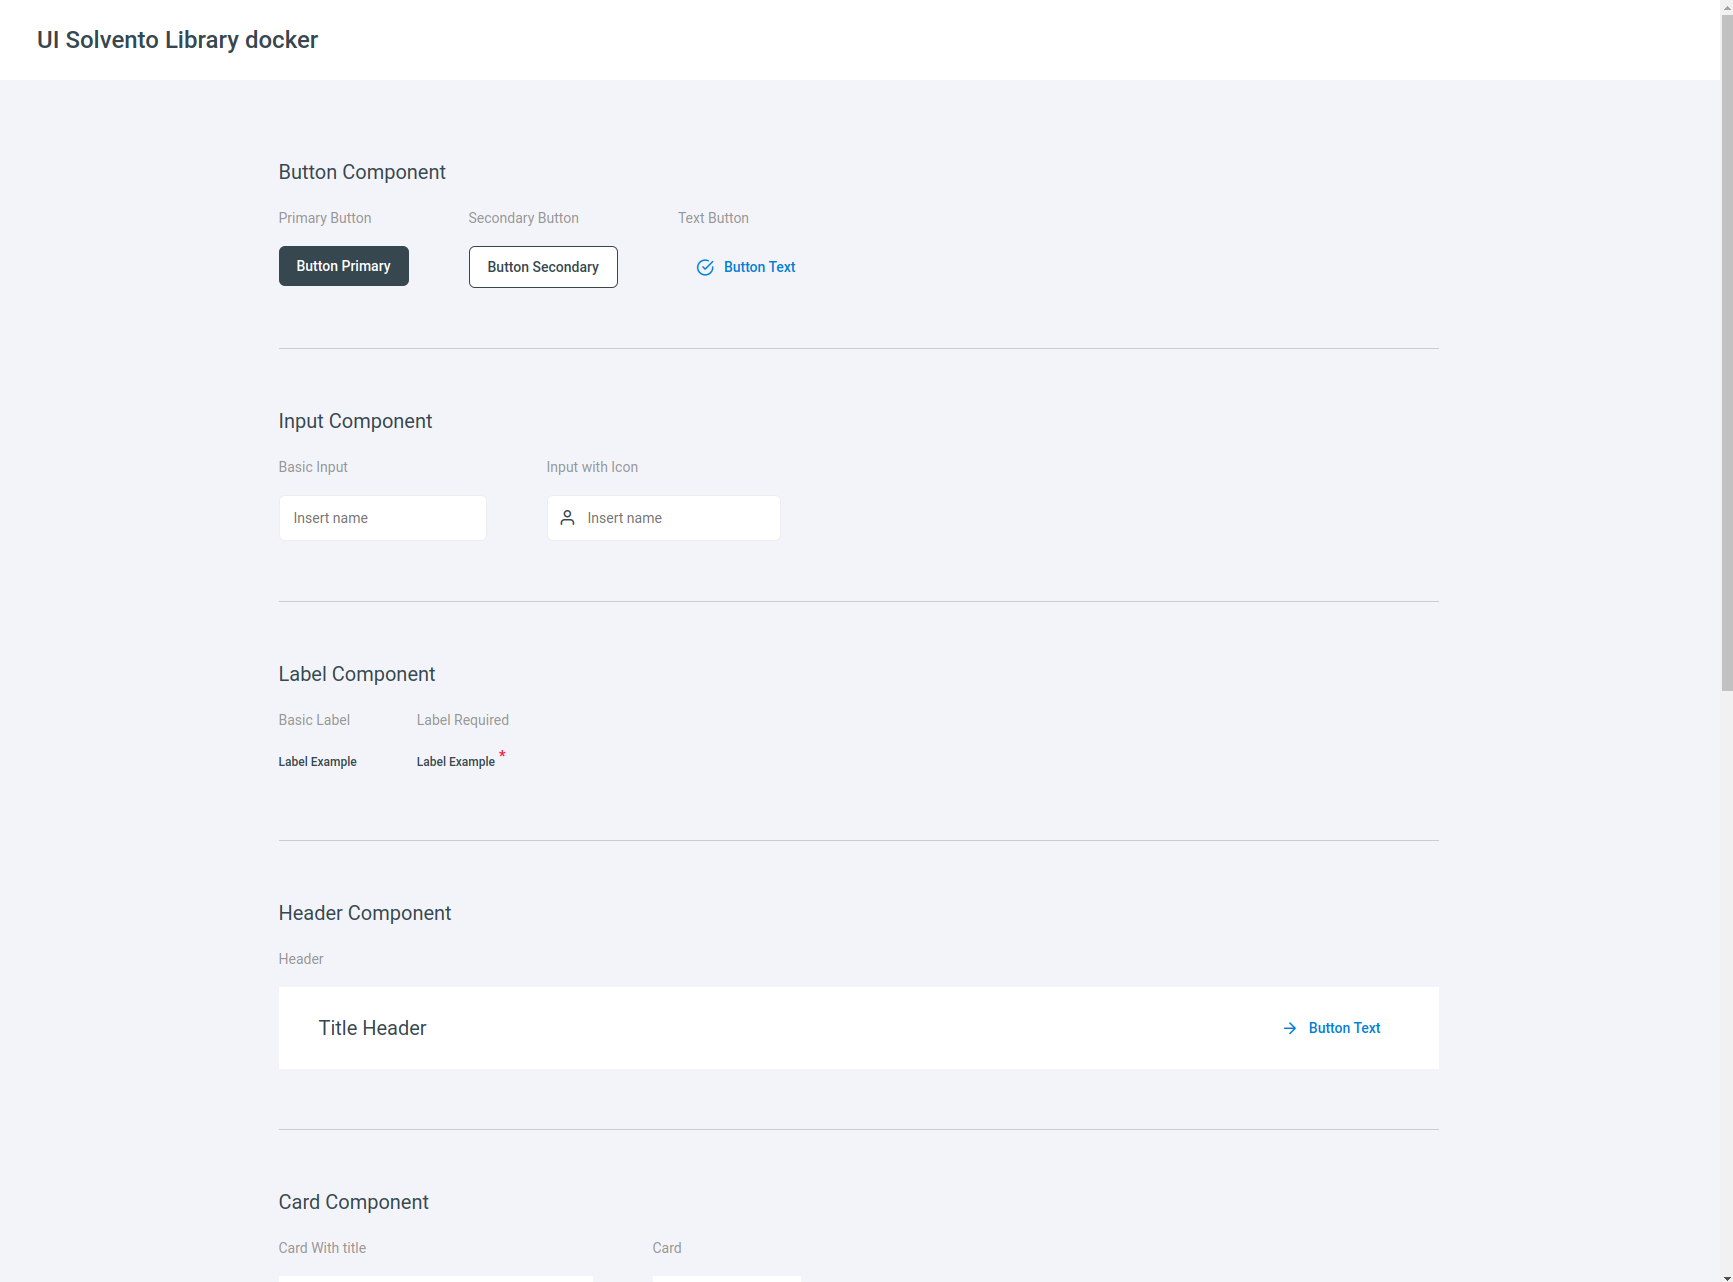 UI Solvento Library docker
Button Component
Primary Button
Secondary Button
Text Button
Button Primary
Button Secondary
Button Text
Input Component
Basic Input
Input with Icon
Insert name
Insert name
Label Component
Basic Label
Label Required
Label Example
Label Example *
Header Component
Header
Title Header
Button Text
Card Component
Card With title
Card